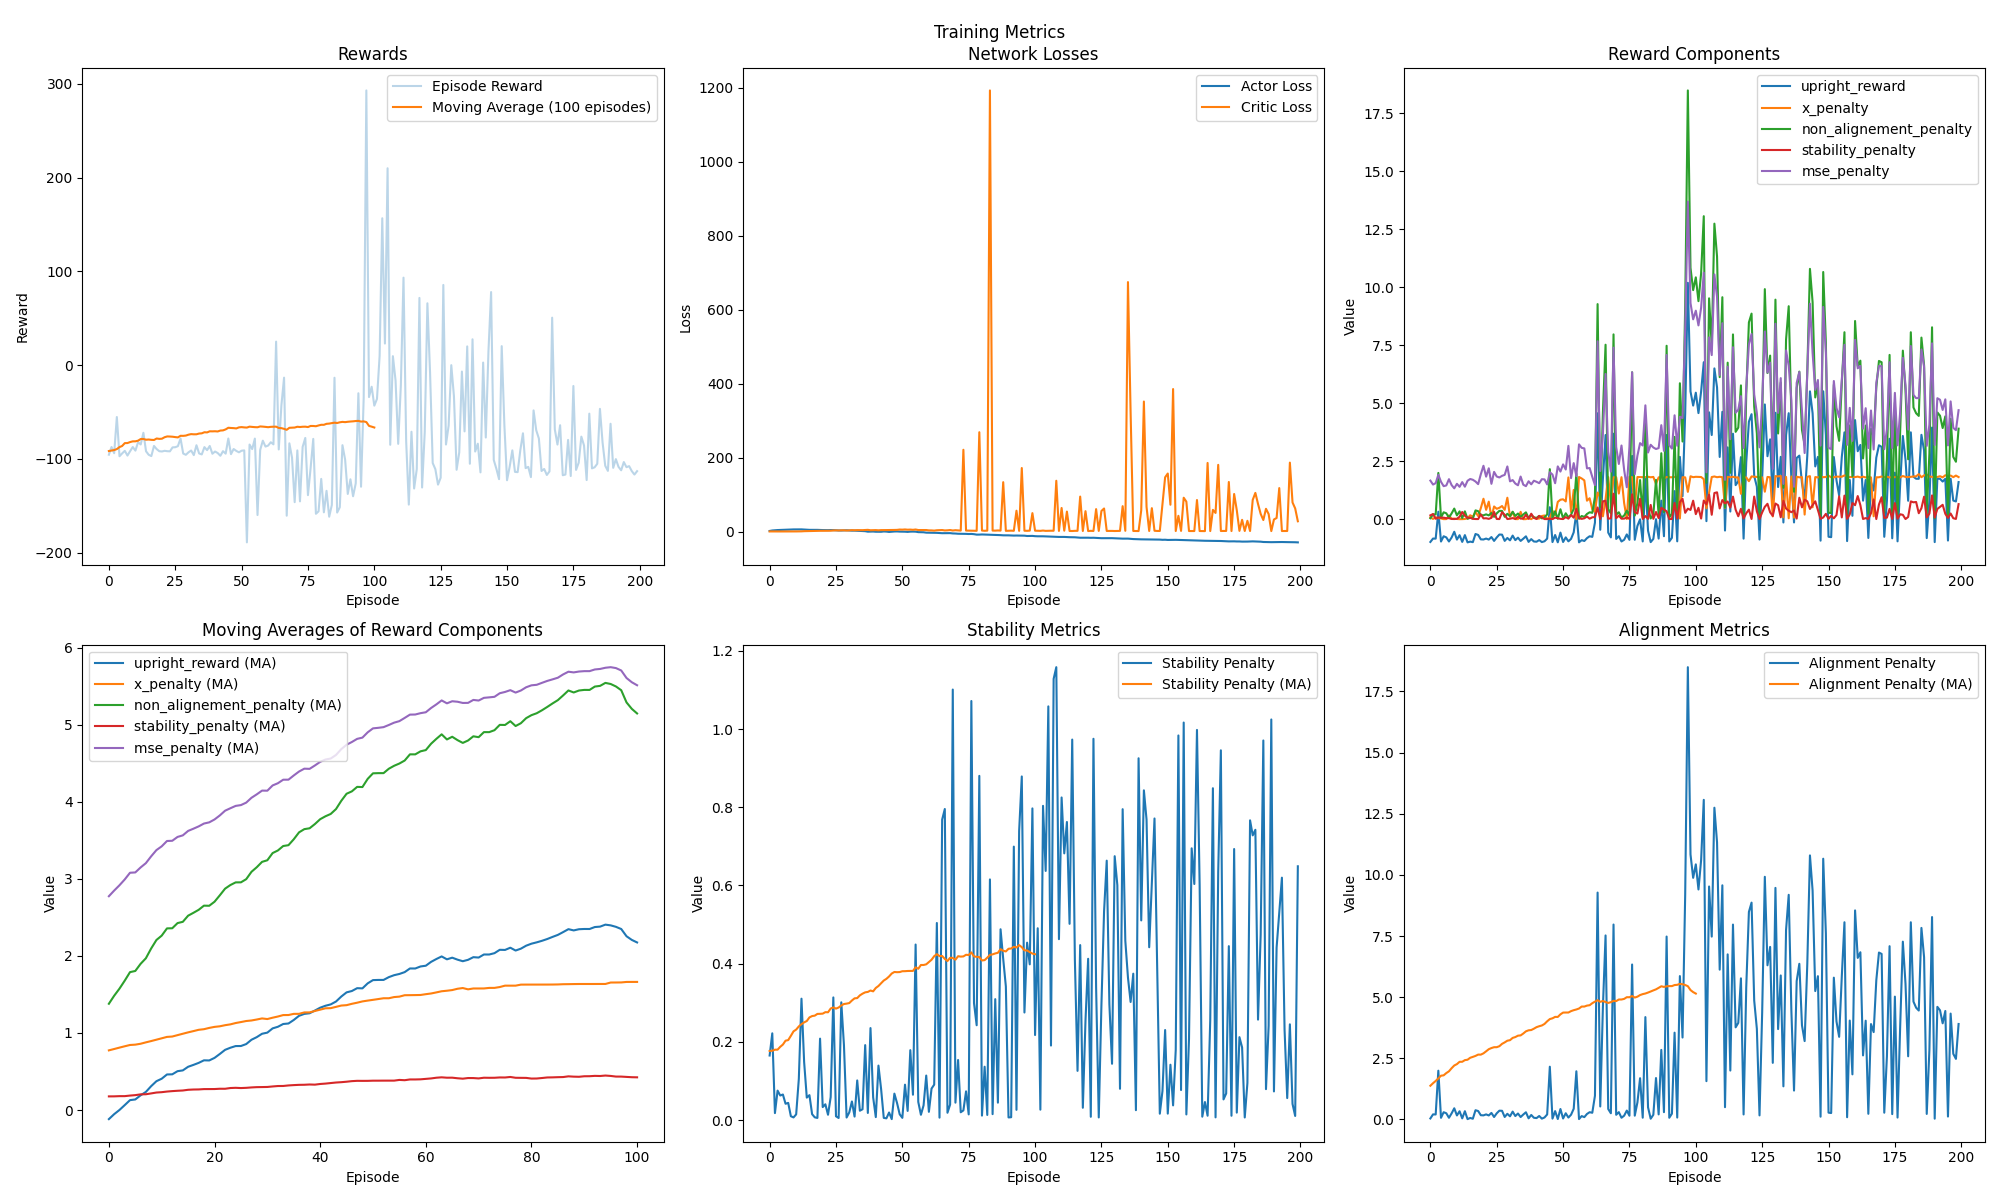 Training Metrics
Rewards
Network Losses
Reward Components
Episode Reward
Moving Average (100 episodes)
300
200
100
0
−100
−200
Reward
0 25 50 75 100 125 150 175 200
Episode
Actor Loss
Critic Loss
1200
1000
800
600
400
200
0
Loss
0 25 50 75 100 125 150 175 200
Episode
upright_reward
x_penalty
non_alignement_penalty
stability_penalty
mse_penalty
17.5
15.0
12.5
10.0
7.5
5.0
2.5
0.0
Value
0 25 50 75 100 125 150 175 200
Episode
Moving Averages of Reward Components
upright_reward (MA)
x_penalty (MA)
non_alignement_penalty (MA)
stability_penalty (MA)
mse_penalty (MA)
6
5
4
3
2
1
0
Value
0 20 40 60 80 100
Episode
Stability Metrics
Stability Penalty
Stability Penalty (MA)
1.2
1.0
0.8
0.6
0.4
0.2
0.0
Value
0 25 50 75 100 125 150 175 200
Episode
Alignment Metrics
Alignment Penalty
Alignment Penalty (MA)
17.5
15.0
12.5
10.0
7.5
5.0
2.5
0.0
Value
0 25 50 75 100 125 150 175 200
Episode